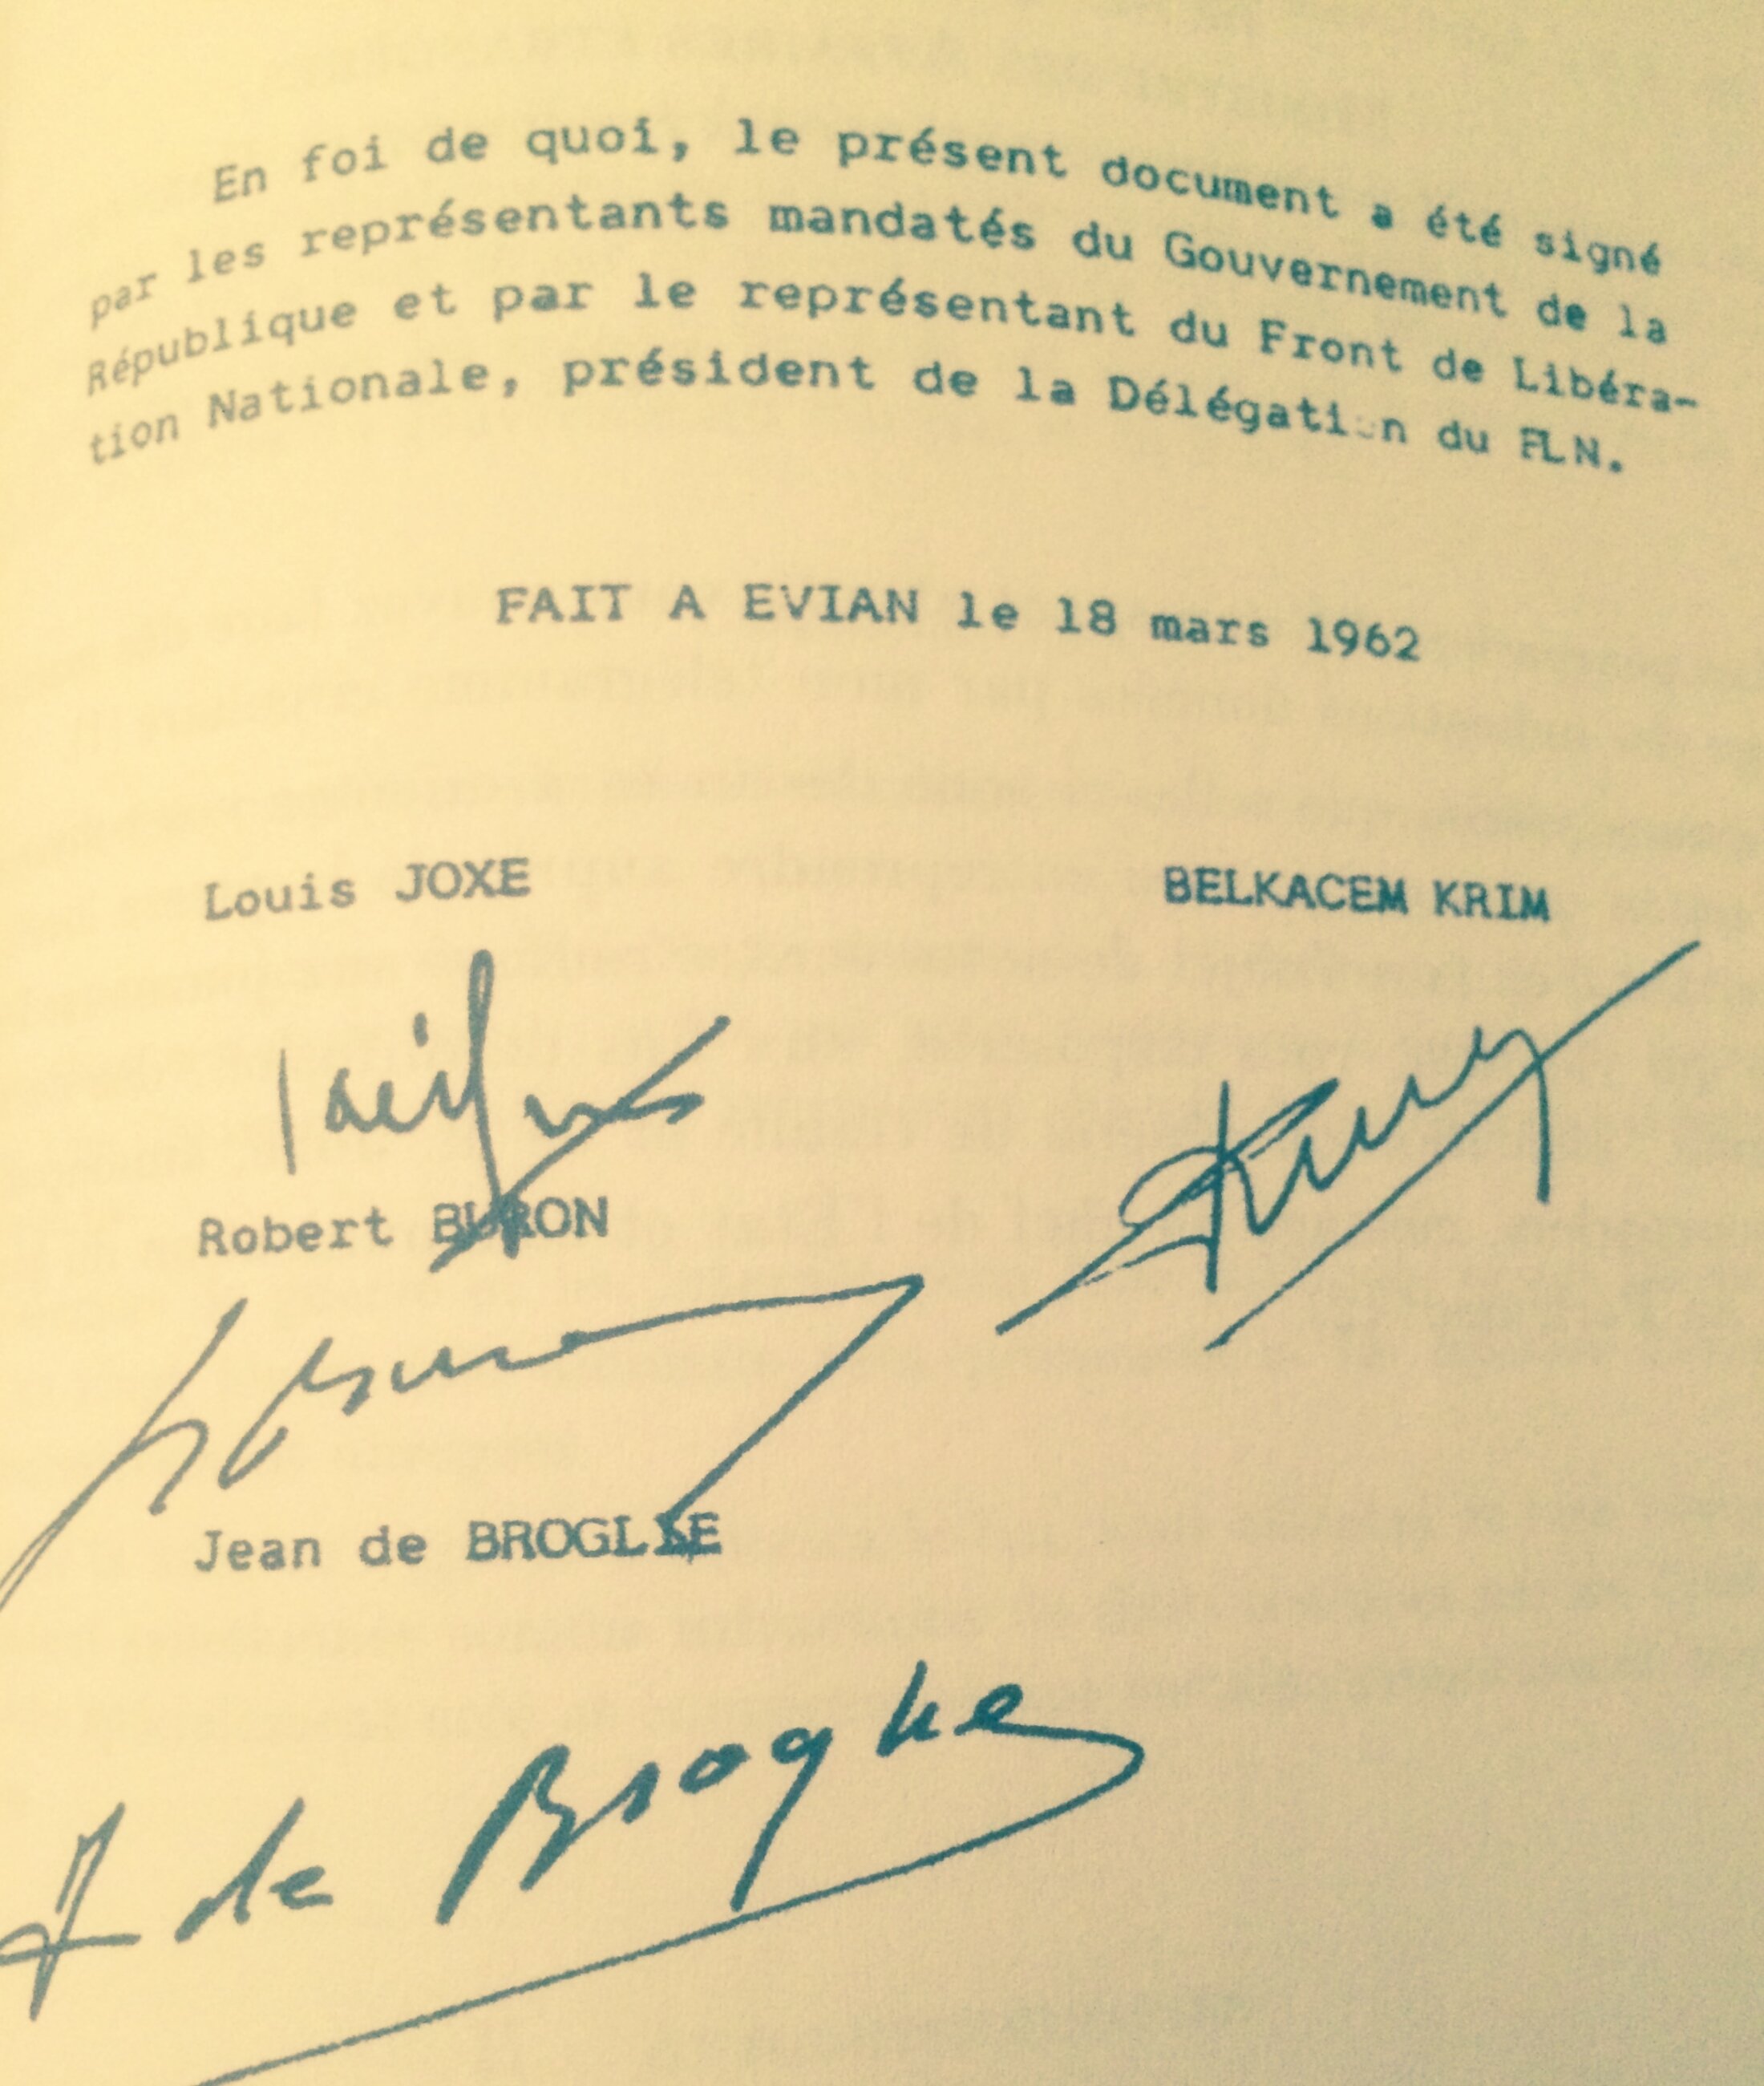 En foi de quoi, le présent document a été signé
par les représentants mandatés du Gouvernement de la
République et par le représentant du Front de Libéra-
tion Nationale, président de la Délégation du FLN.
FAIT A EVIAN le 18 mars 1962
Louis JOXE
BELKACEM KRIM
Krim
Robert BURON
Jean de BROGLIE
J de Broglie